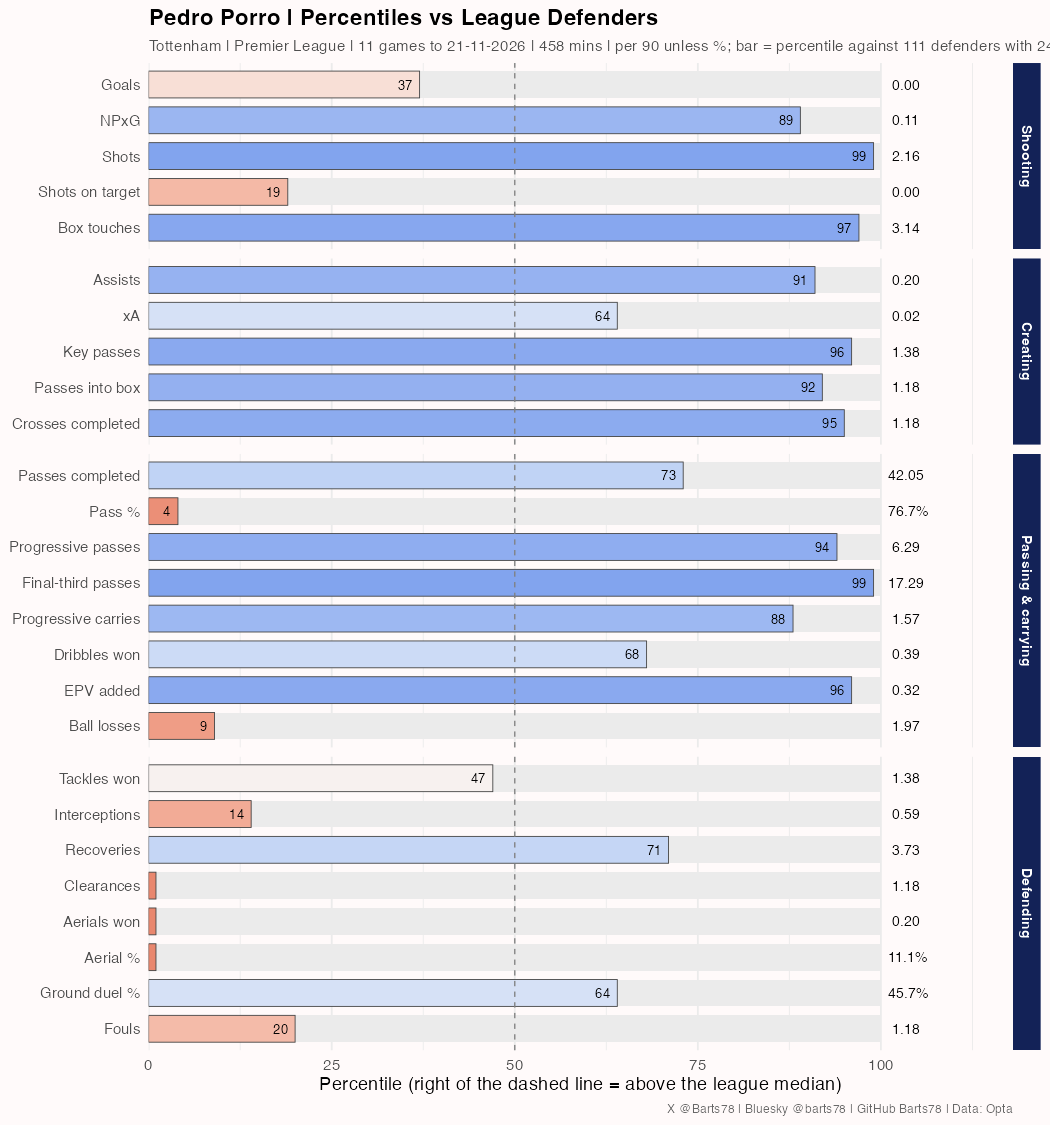 Pedro Porro | Percentiles vs League Defenders
Tottenham | Premier League | 11 games to 21-11-2026 | 458 mins | per 90 unless %; bar = percentile against 111 defenders with 24
Shooting
Goals 37 0.00
NPxG 89 0.11
Shots 99 2.16
Shots on target 19 0.00
Box touches 97 3.14
Creating
Assists 91 0.20
xA 64 0.02
Key passes 96 1.38
Passes into box 92 1.18
Crosses completed 95 1.18
Passing & carrying
Passes completed 73 42.05
Pass % 4 76.7%
Progressive passes 94 6.29
Final-third passes 99 17.29
Progressive carries 88 1.57
Dribbles won 68 0.39
EPV added 96 0.32
Ball losses 9 1.97
Defending
Tackles won 47 1.38
Interceptions 14 0.59
Recoveries 71 3.73
Clearances 1.18
Aerials won 0.20
Aerial % 11.1%
Ground duel % 64 45.7%
Fouls 20 1.18
0 25 50 75 100
Percentile (right of the dashed line = above the league median)
X @Barts78 | Bluesky @barts78 | GitHub Barts78 | Data: Opta